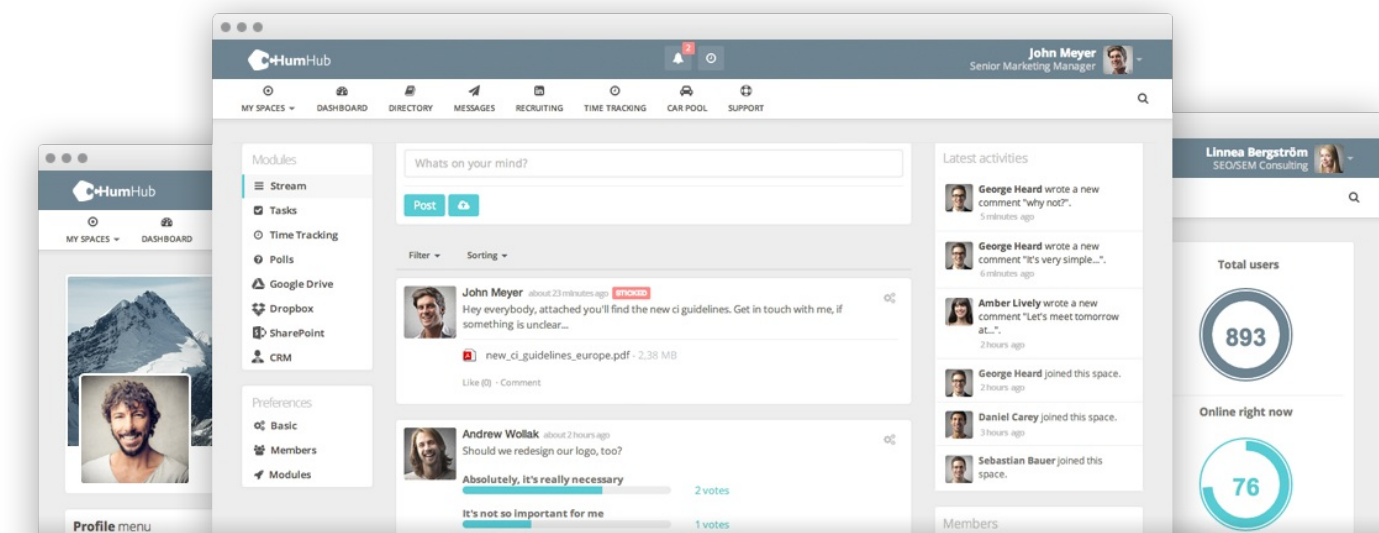 HumHub
2
John Meyer
Senior Marketing Manager
MY SPACES
DASHBOARD
DIRECTORY
MESSAGES
RECRUITING
TIME TRACKING
CAR POOL
SUPPORT
Modules
Stream
Tasks
Time Tracking
Polls
Google Drive
Dropbox
SharePoint
CRM
Preferences
Basic
Members
Modules
Whats on your mind?
Post
Filter
Sorting
John Meyer about 23 minutes ago STICKED
Hey everybody, attached you'll find the new ci guidelines. Get in touch with me, if
something is unclear...
new_ci_guidelines_europe.pdf - 2.38 MB
Like (0) · Comment
Andrew Wollak about 2 hours ago
Should we redesign our logo, too?
Absolutely, it's really necessary
2 votes
It's not so important for me
1 votes
Latest activities
George Heard wrote a new
comment "why not?".
5 minutes ago
George Heard wrote a new
comment "It's very simple...".
6 minutes ago
Amber Lively wrote a new
comment "Let's meet tomorrow
at...".
2 hours ago
George Heard joined this space.
2 hours ago
Daniel Carey joined this space.
3 hours ago
Sebastian Bauer joined this
space.
Members
HumHub
MY SPACES
DASHBOARD
Profile menu
Linnea Bergström
SEO/SEM Consulting
Total users
893
Online right now
76